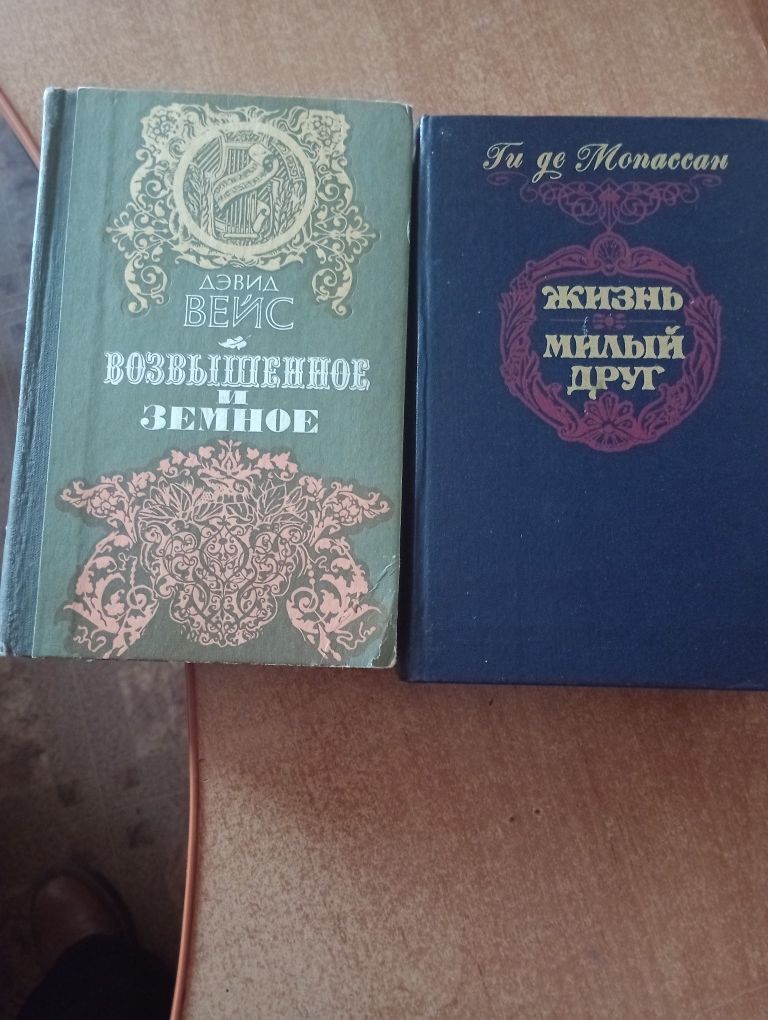 ДЭВИД
ВЕЙС
ВОЗВЫШЕННОЕ
И
ЗЕМНОЕ
Ги де Мопассан
ЖИЗНЬ
МИЛЫЙ
ДРУГ